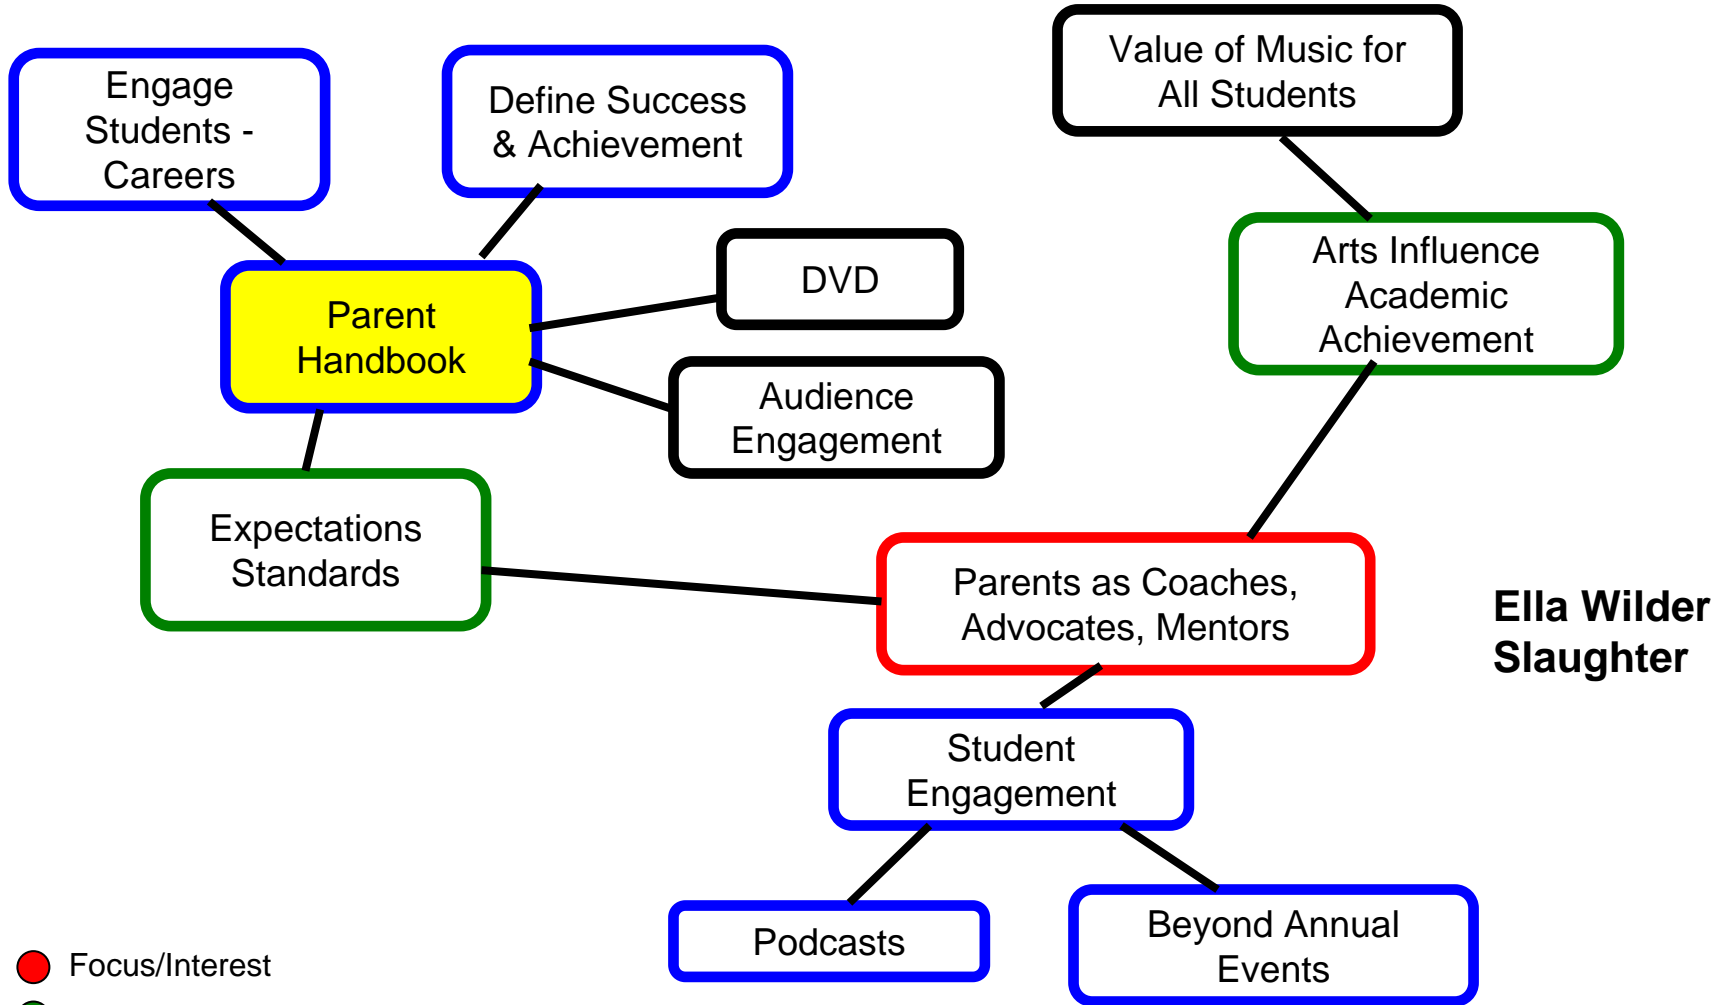 Engage
Students -
Careers
Define Success
& Achievement
Value of Music for
All Students
DVD
Arts Influence
Academic
Achievement
Parent
Handbook
Audience
Engagement
Expectations
Standards
Parents as Coaches,
Advocates, Mentors
Ella Wilder
Slaughter
Student
Engagement
Podcasts
Beyond Annual
Events
Focus/Interest